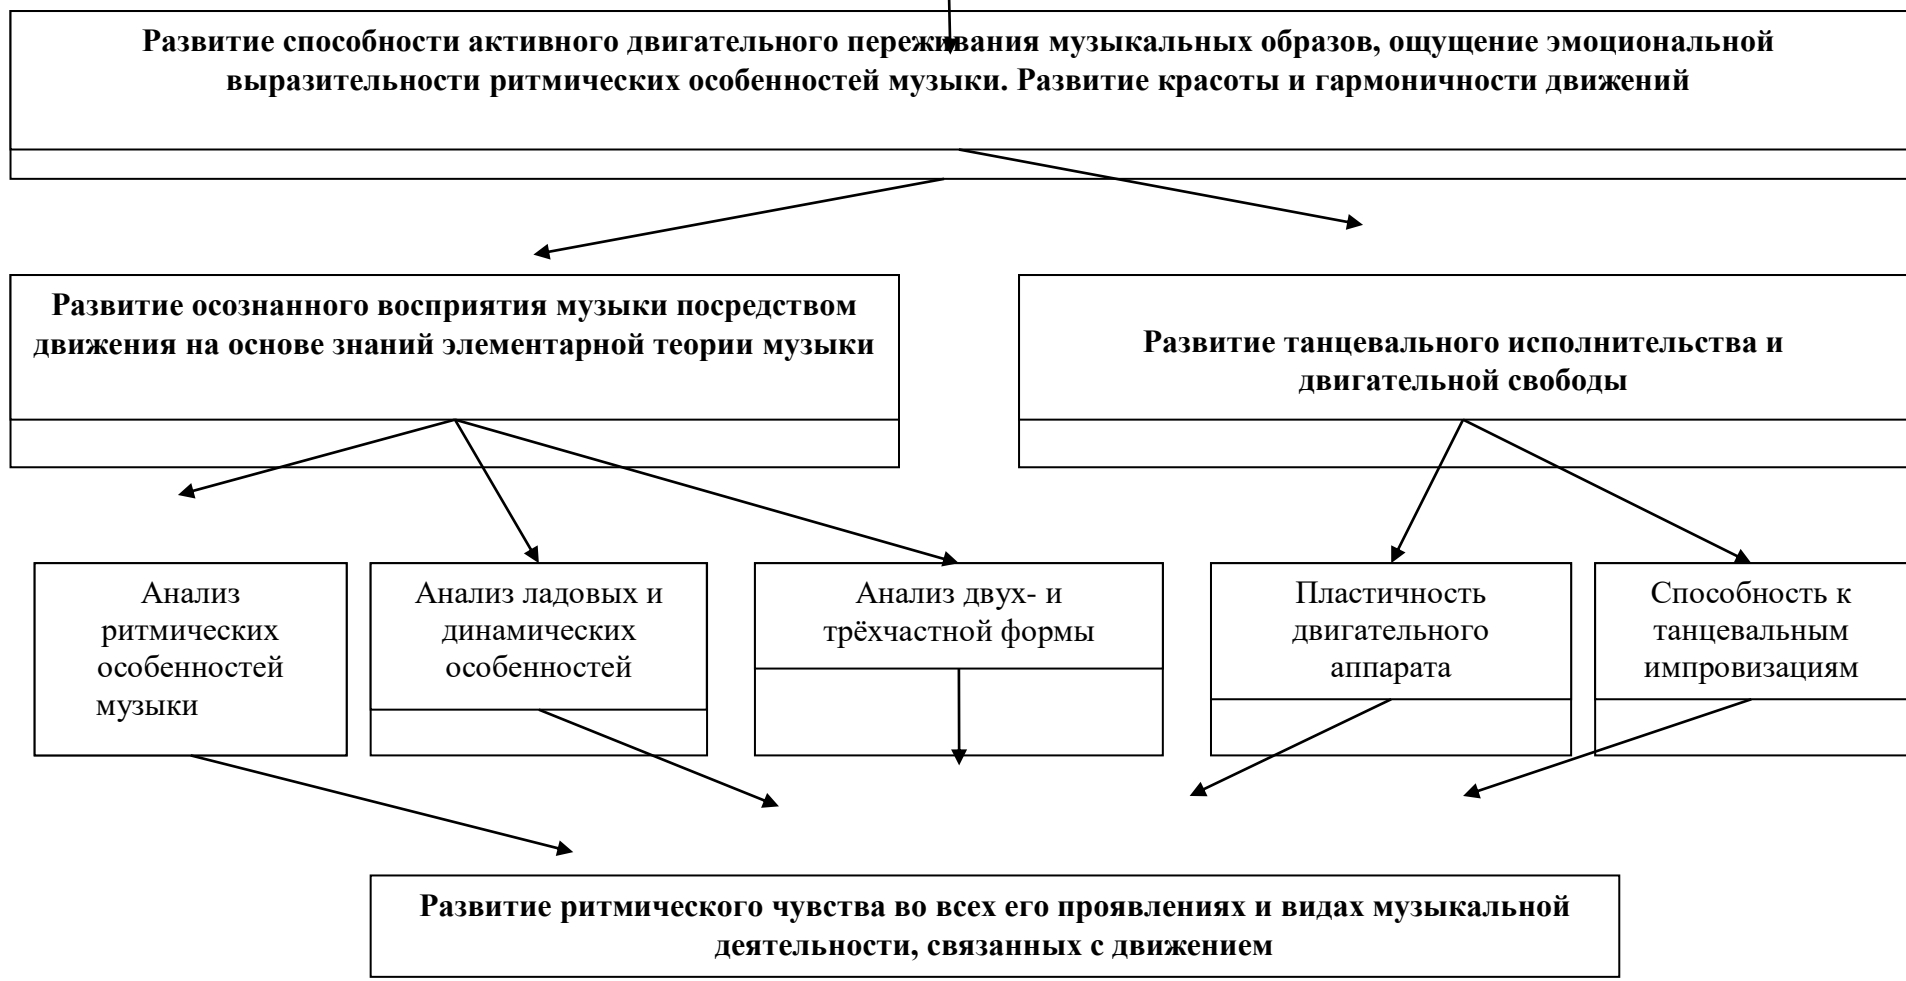 Развитие способности активного двигательного переживания музыкальных образов, ощущение эмоциональной
выразительности ритмических особенностей музыки. Развитие красоты и гармоничности движений
Развитие осознанного восприятия музыки посредством
движения на основе знаний элементарной теории музыки
Развитие танцевального исполнительства и
двигательной свободы
Анализ
ритмических
особенностей
музыки
Анализ ладовых и
динамических
особенностей
Анализ двух- и
трёхчастной формы
Пластичность
двигательного
аппарата
Способность к
танцевальным
импровизациям
Развитие ритмического чувства во всех его проявлениях и видах музыкальной
деятельности, связанных с движением